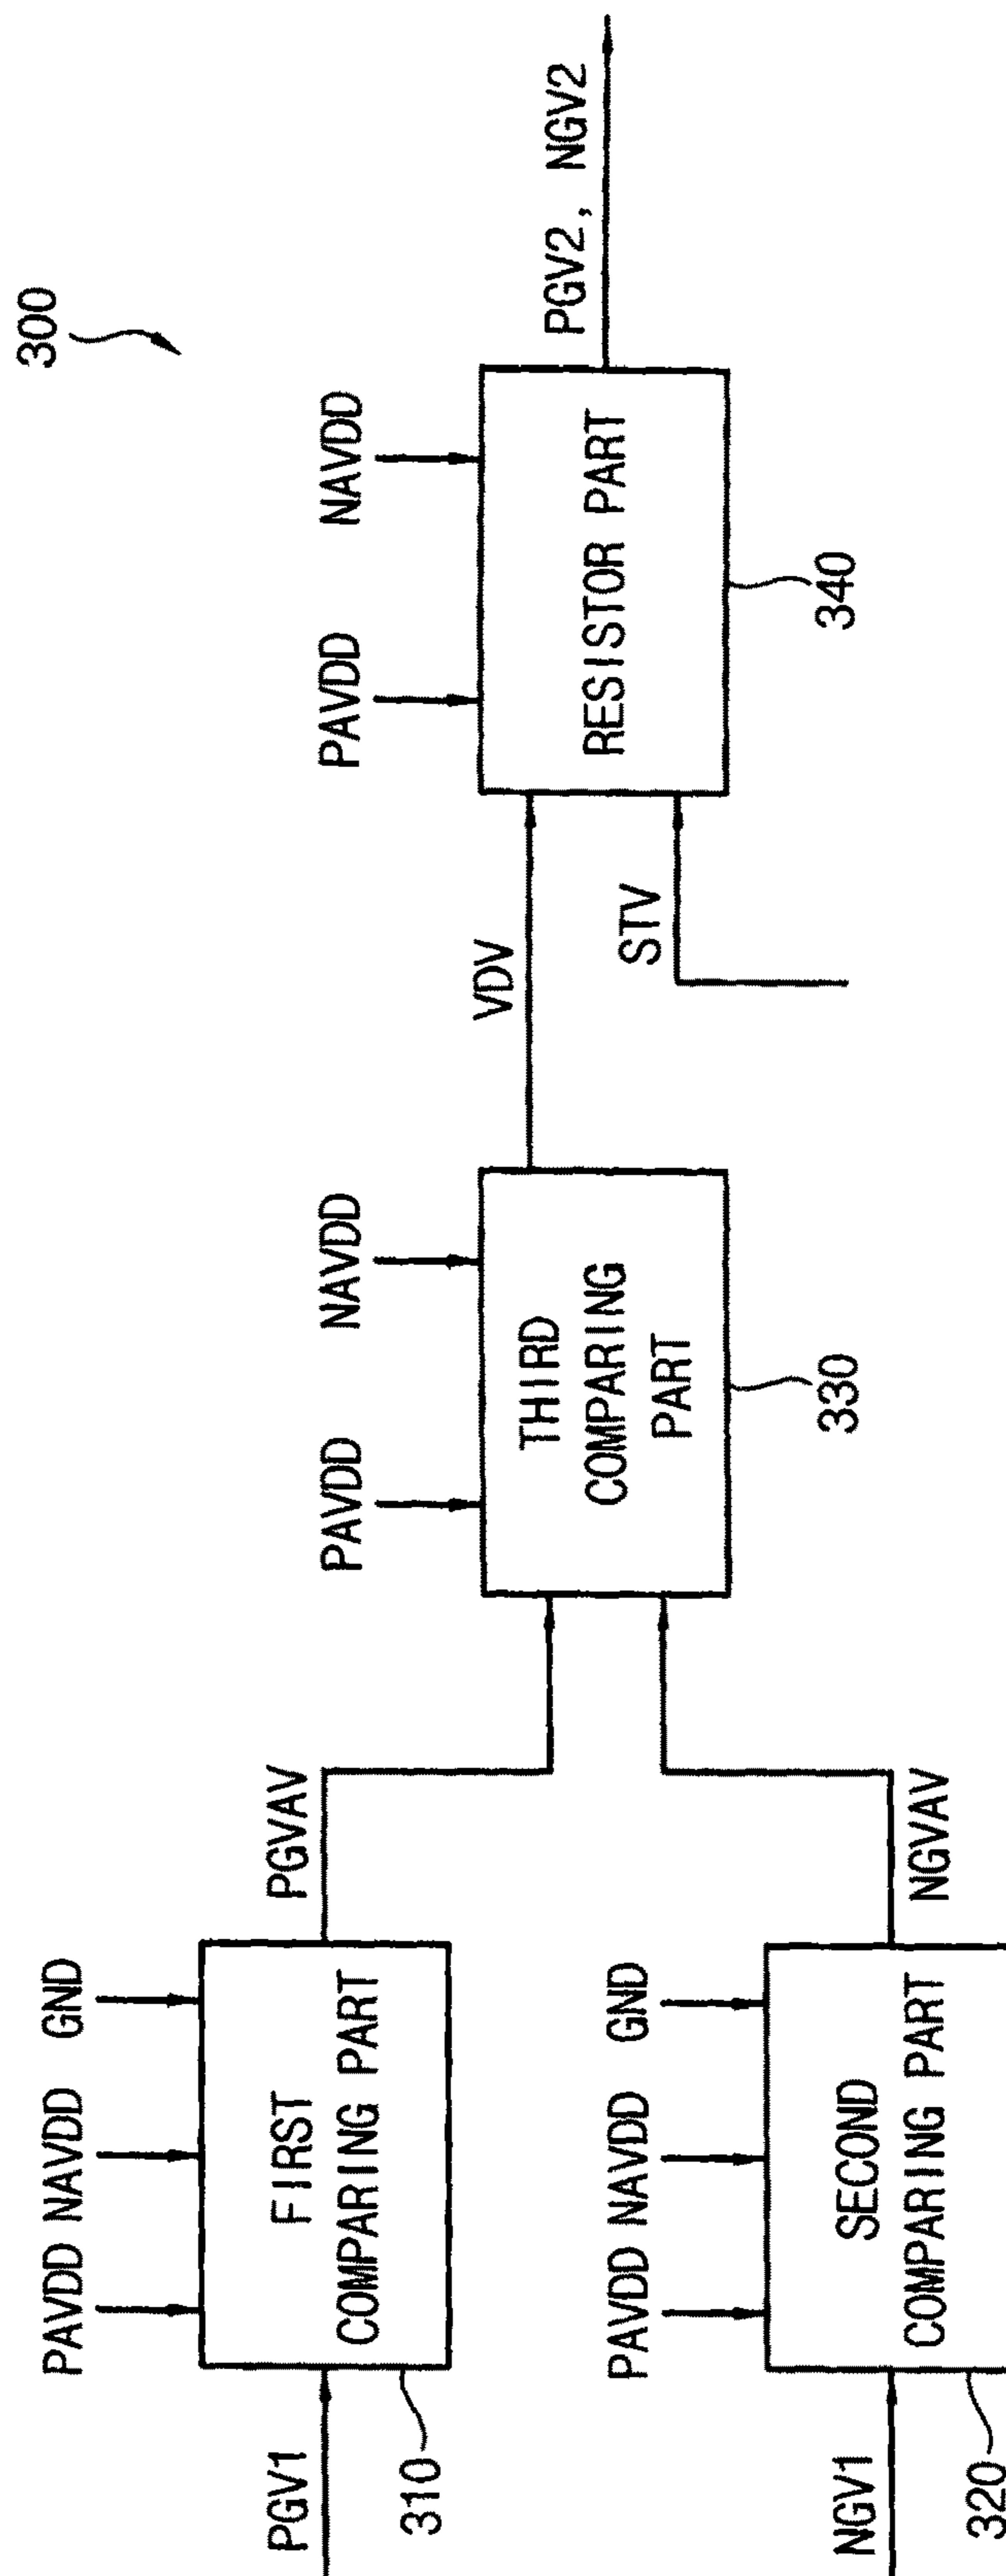 300
PAVDD NAVDD GND
PGV1
FIRST
COMPARING PART
310
PGVAV
PAVDD NAVDD GND
NGV1
SECOND
COMPARING PART
320
NGVAV
PAVDD
NAVDD
THIRD
COMPARING
PART
330
VDV
STV
PAVDD
NAVDD
RESISTOR PART
340
PGV2, NGV2